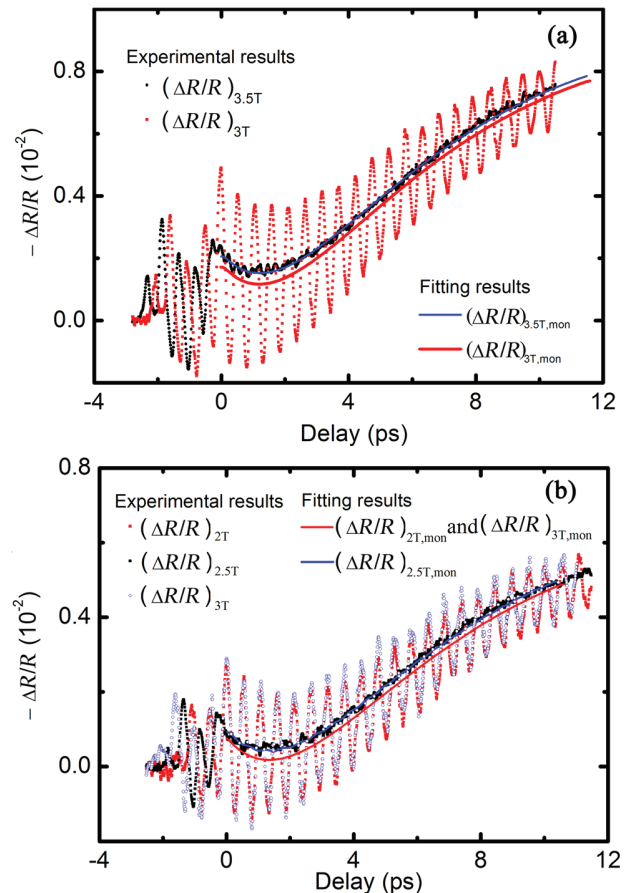 (a)
Experimental results
(ΔR/R)3.5T
(ΔR/R)3T
0.8
0.4
0.0
− ΔR/R (10-2)
Fitting results
(ΔR/R)3.5T,mon
(ΔR/R)3T,mon
-4 0 4 8 12
Delay (ps)
(b)
0.8
Experimental results Fitting results
(ΔR/R)2T (ΔR/R)2T,mon and (ΔR/R)3T,mon
(ΔR/R)2.5T (ΔR/R)2.5T,mon
(ΔR/R)3T
0.4
0.0
− ΔR/R (10-2)
-4 0 4 8 12
Delay (ps)